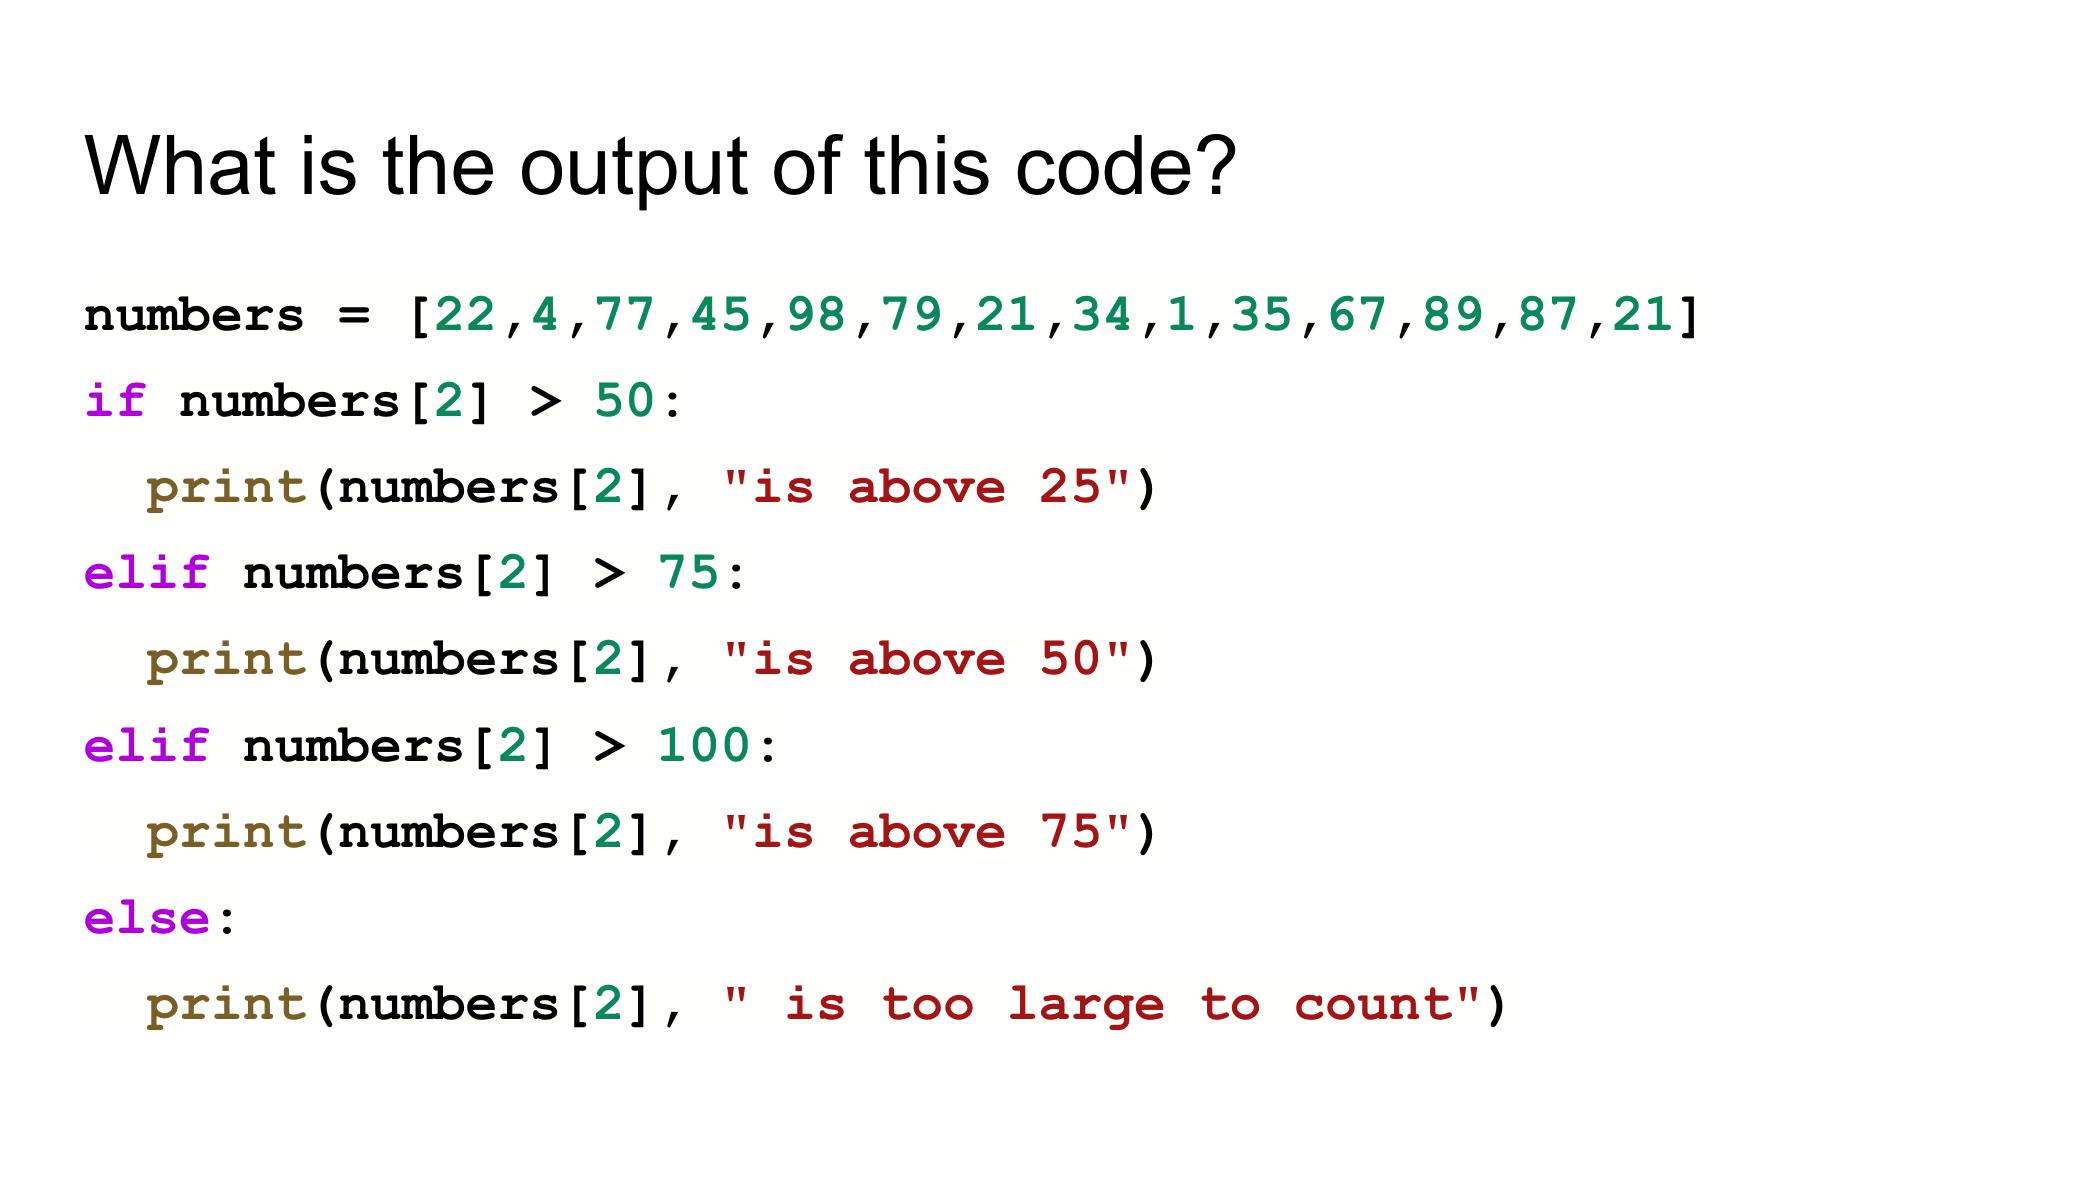 What is the output of this code?
numbers = [22,4,77,45,98,79,21,34,1,35,67,89,87,21]
if numbers[2] > 50:
  print(numbers[2], "is above 25")
elif numbers[2] > 75:
  print(numbers[2], "is above 50")
elif numbers[2] > 100:
  print(numbers[2], "is above 75")
else:
  print(numbers[2], " is too large to count")